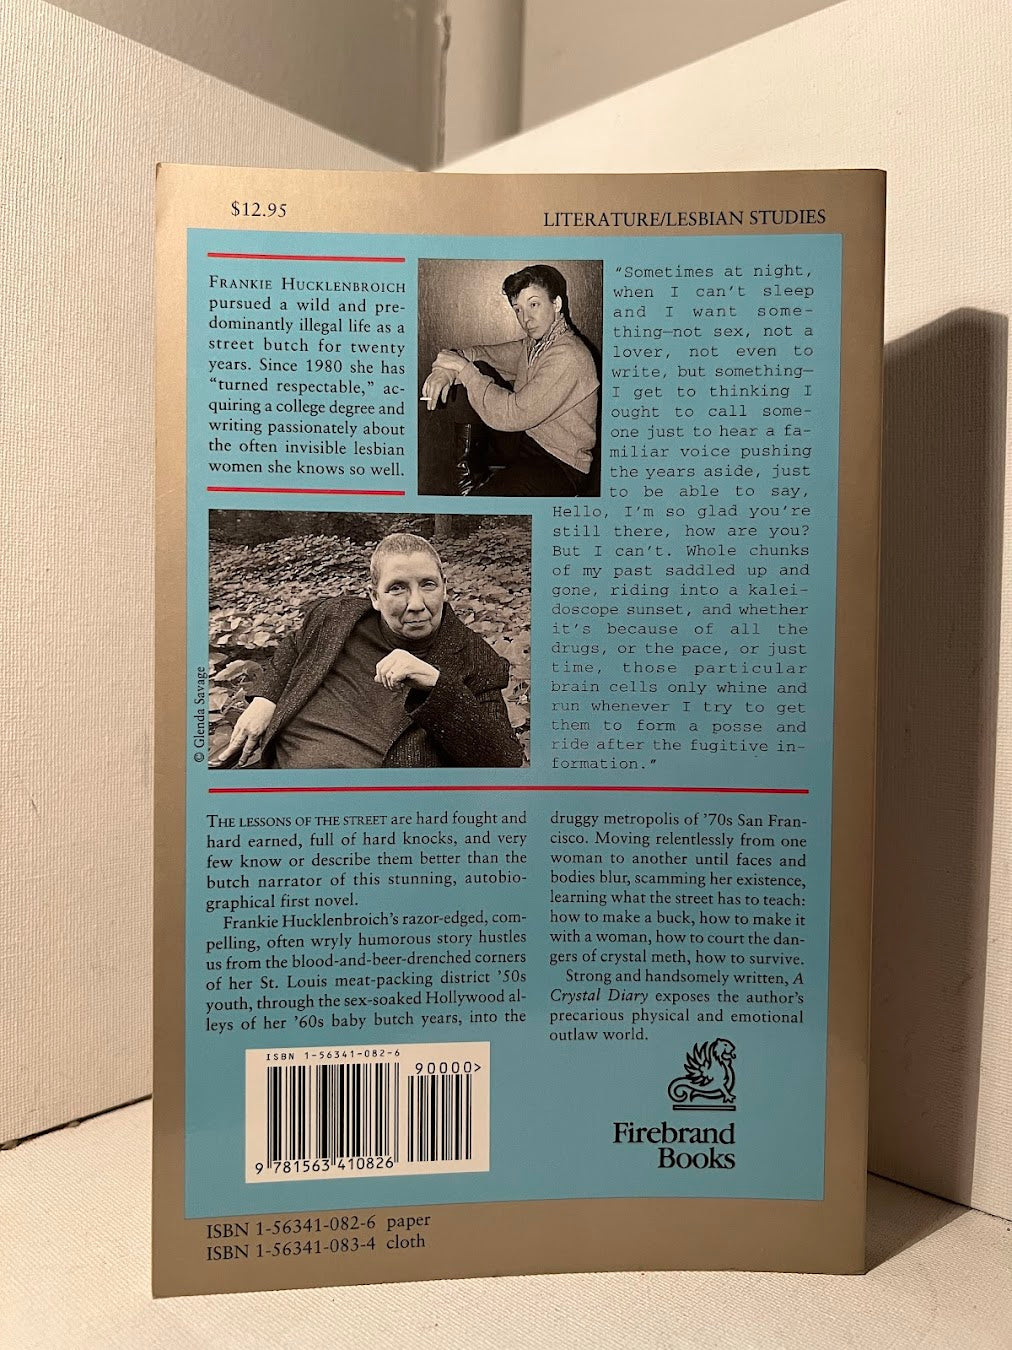 $12.95
LITERATURE/LESBIAN STUDIES
FRANKIE HUCKLENBROICH
pursued a wild and pre-
dominantly illegal life as a
street butch for twenty
years. Since 1980 she has
“turned respectable,” ac-
quiring a college degree and
writing passionately about
the often invisible lesbian
women she knows so well.
© Glenda Savage
“Sometimes at night,
when I can’t sleep
and I want some-
thing—not sex, not a
lover, not even to
write, but something—
I get to thinking I
ought to call some-
one just to hear a fa-
miliar voice pushing
the years aside, just
to be able to say,
Hello, I’m so glad you’re
still there, how are you?
But I can’t. Whole chunks
of my past saddled up and
gone, riding into a kalei-
doscope sunset, and whether
it’s because of all the
drugs, or the pace, or just
time, those particular
brain cells only whine and
run whenever I try to get
them to form a posse and
ride after the fugitive in-
formation.”
THE LESSONS OF THE STREET are hard fought and
hard earned, full of hard knocks, and very
few know or describe them better than the
butch narrator of this stunning, autobio-
graphical first novel.
Frankie Hucklenbroich’s razor-edged, com-
pelling, often wryly humorous story hustles
us from the blood-and-beer-drenched corners
of her St. Louis meat-packing district ’50s
youth, through the sex-soaked Hollywood al-
leys of her ’60s baby butch years, into the
druggy metropolis of ’70s San Fran-
cisco. Moving relentlessly from one
woman to another until faces and
bodies blur, scamming her existence,
learning what the street has to teach:
how to make a buck, how to make it
with a woman, how to court the dan-
gers of crystal meth, how to survive.
Strong and handsomely written, A
Crystal Diary exposes the author’s
precarious physical and emotional
outlaw world.
ISBN 1-56341-082-6
90000>
9 781563 410826
Firebrand
Books
ISBN 1-56341-082-6 paper
ISBN 1-56341-083-4 cloth